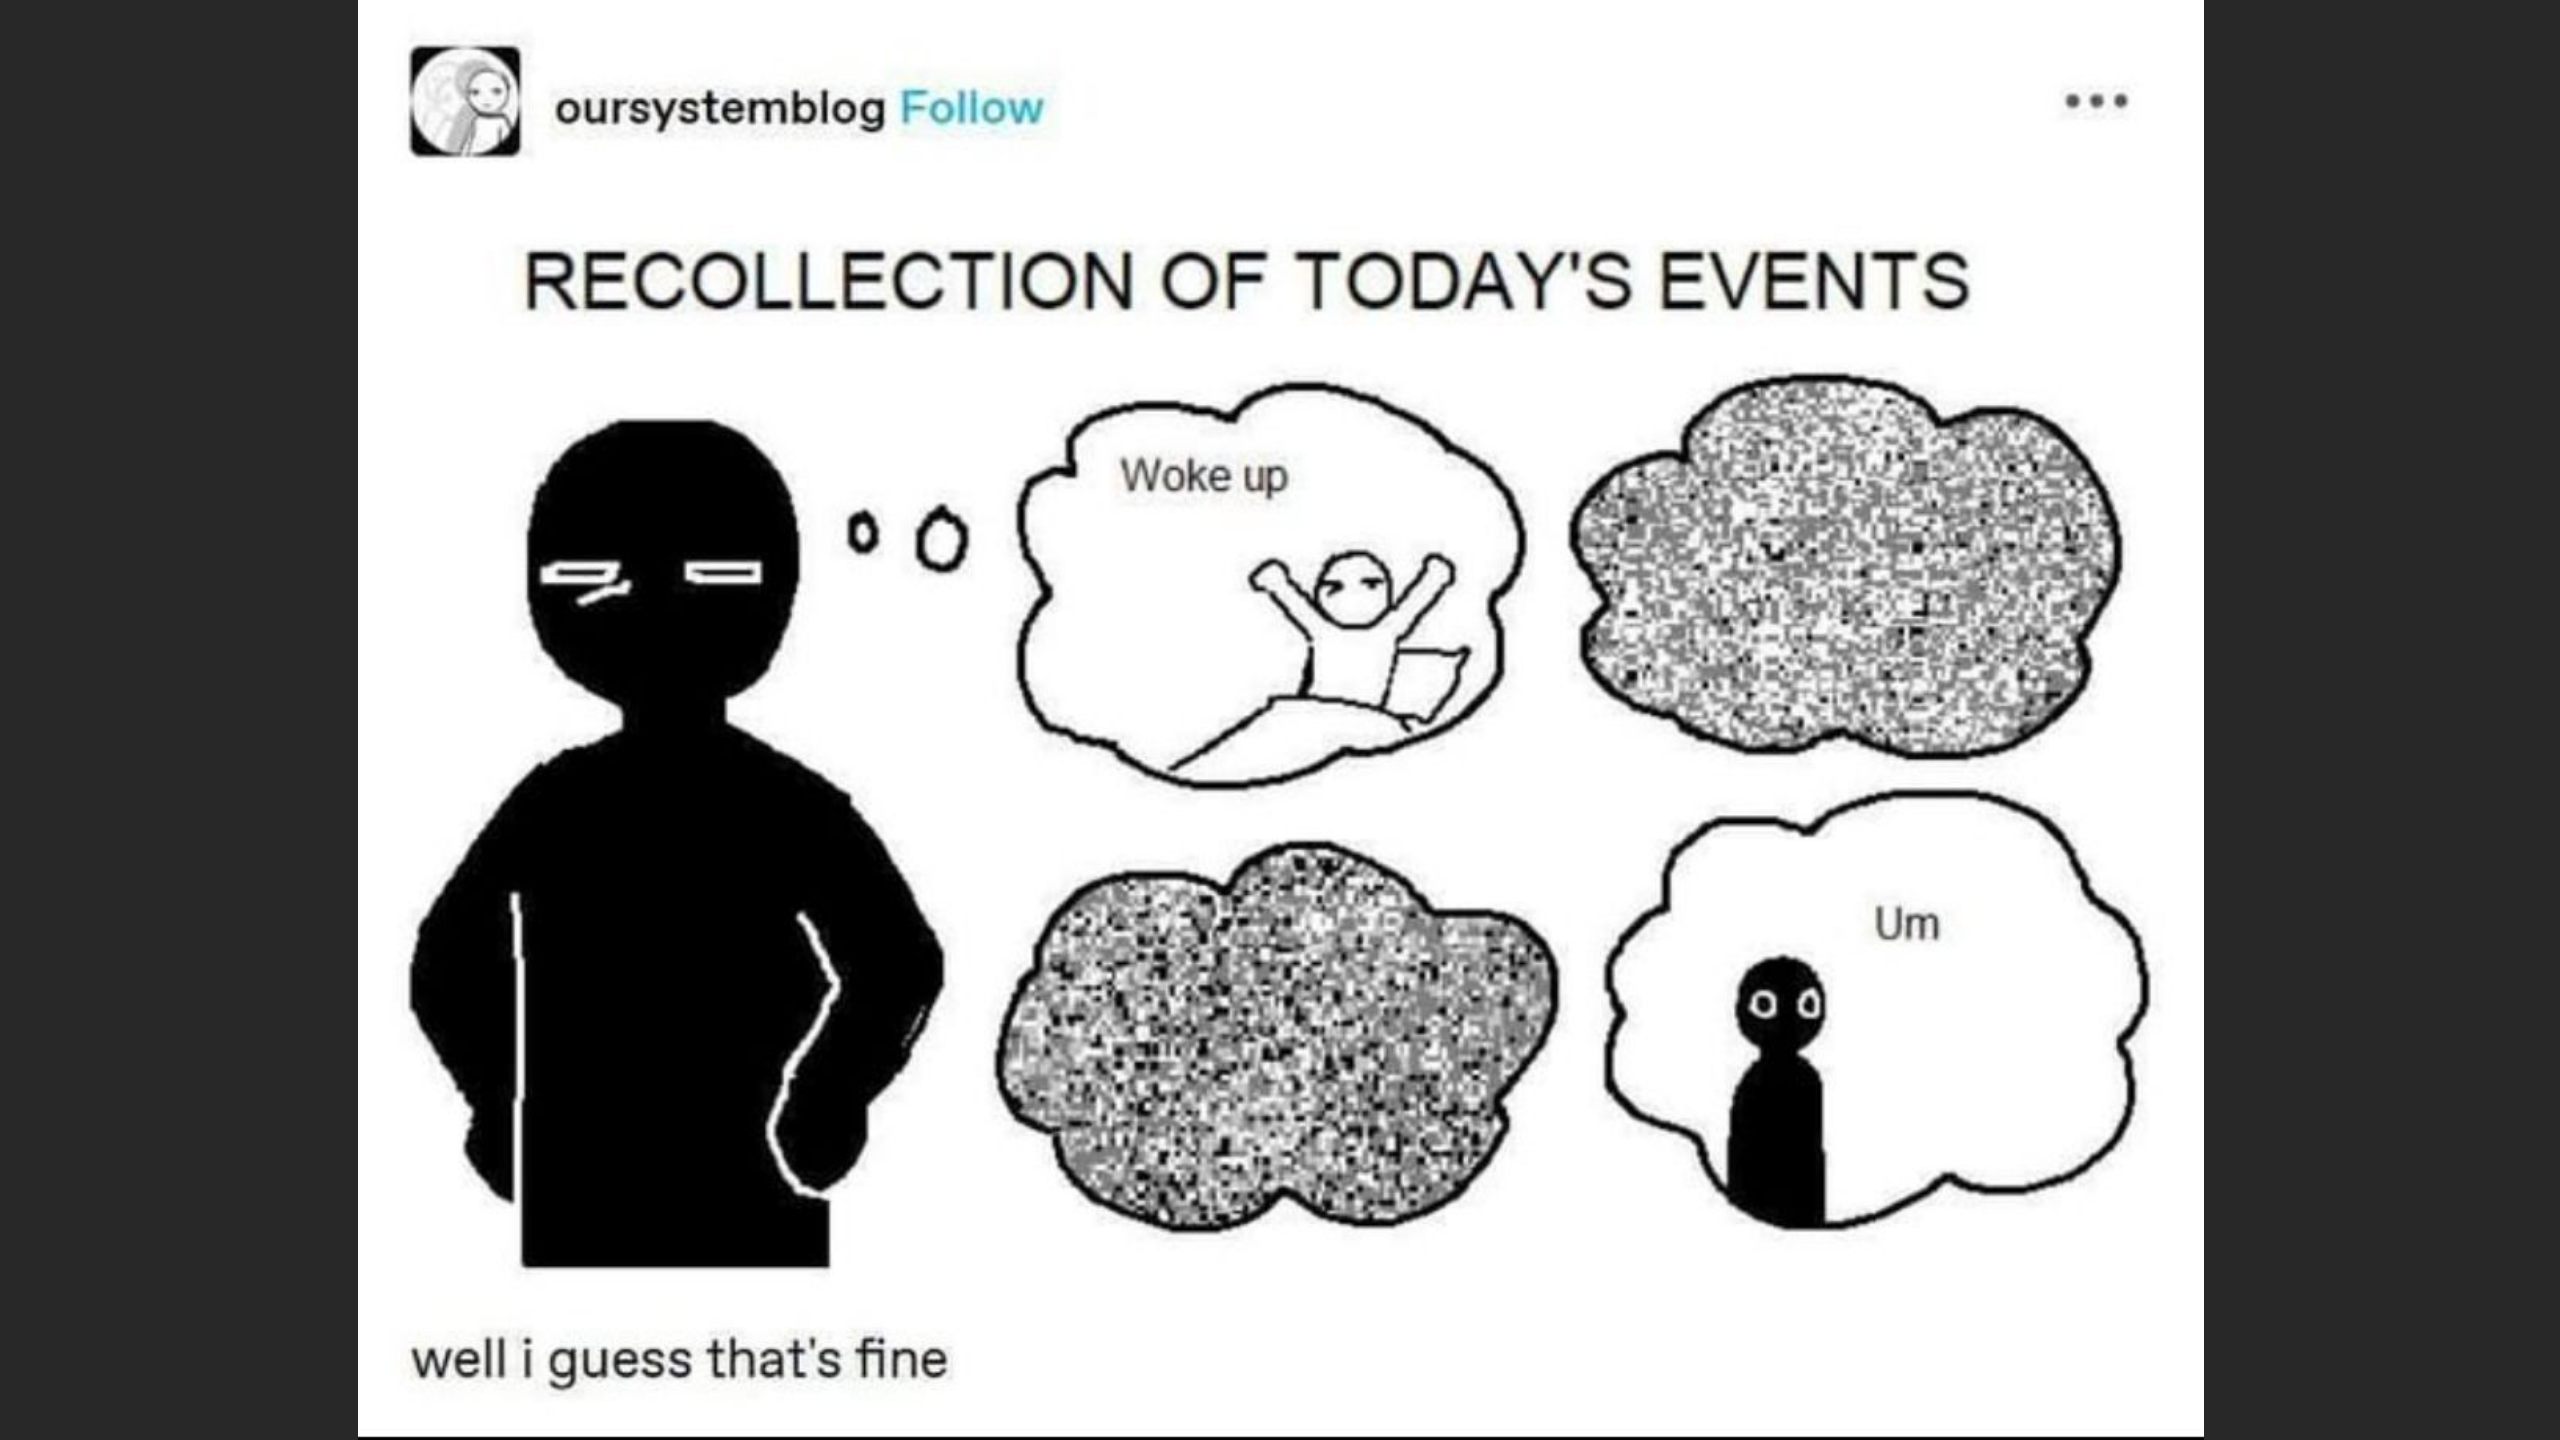 oursystemblog Follow
RECOLLECTION OF TODAY'S EVENTS
Woke up
Um
well i guess that's fine